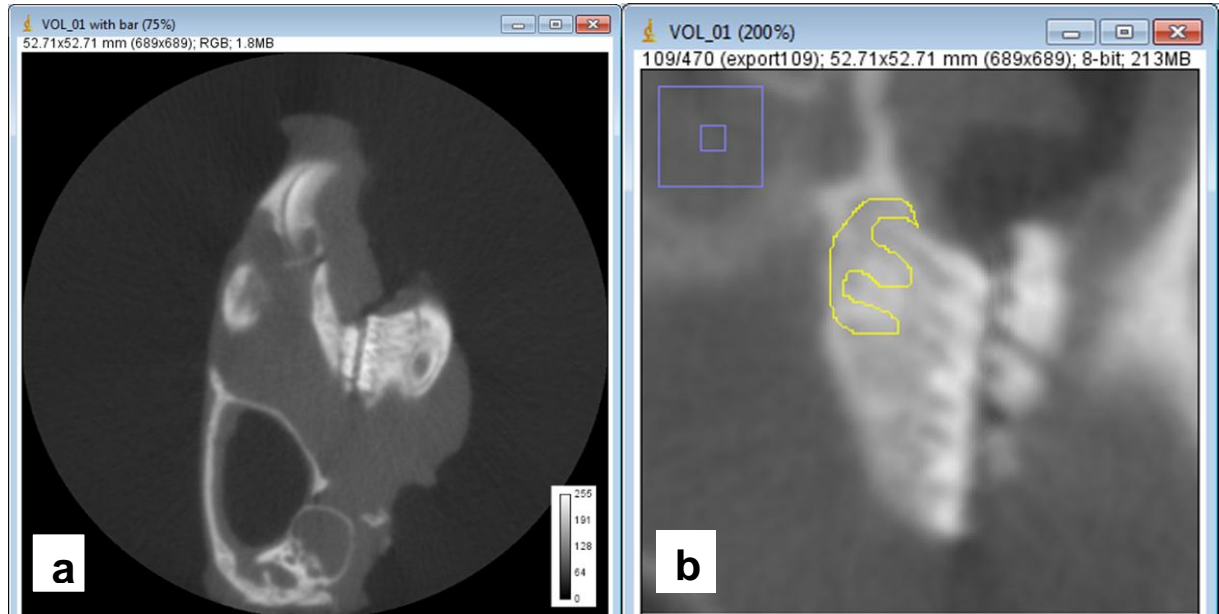 VOL_01 with bar (75%)
52.71x52.71 mm (689x689); RGB; 1.8MB
255
191
128
64
0
a
VOL_01 (200%)
109/470 (export109); 52.71x52.71 mm (689x689); 8-bit; 213MB
b